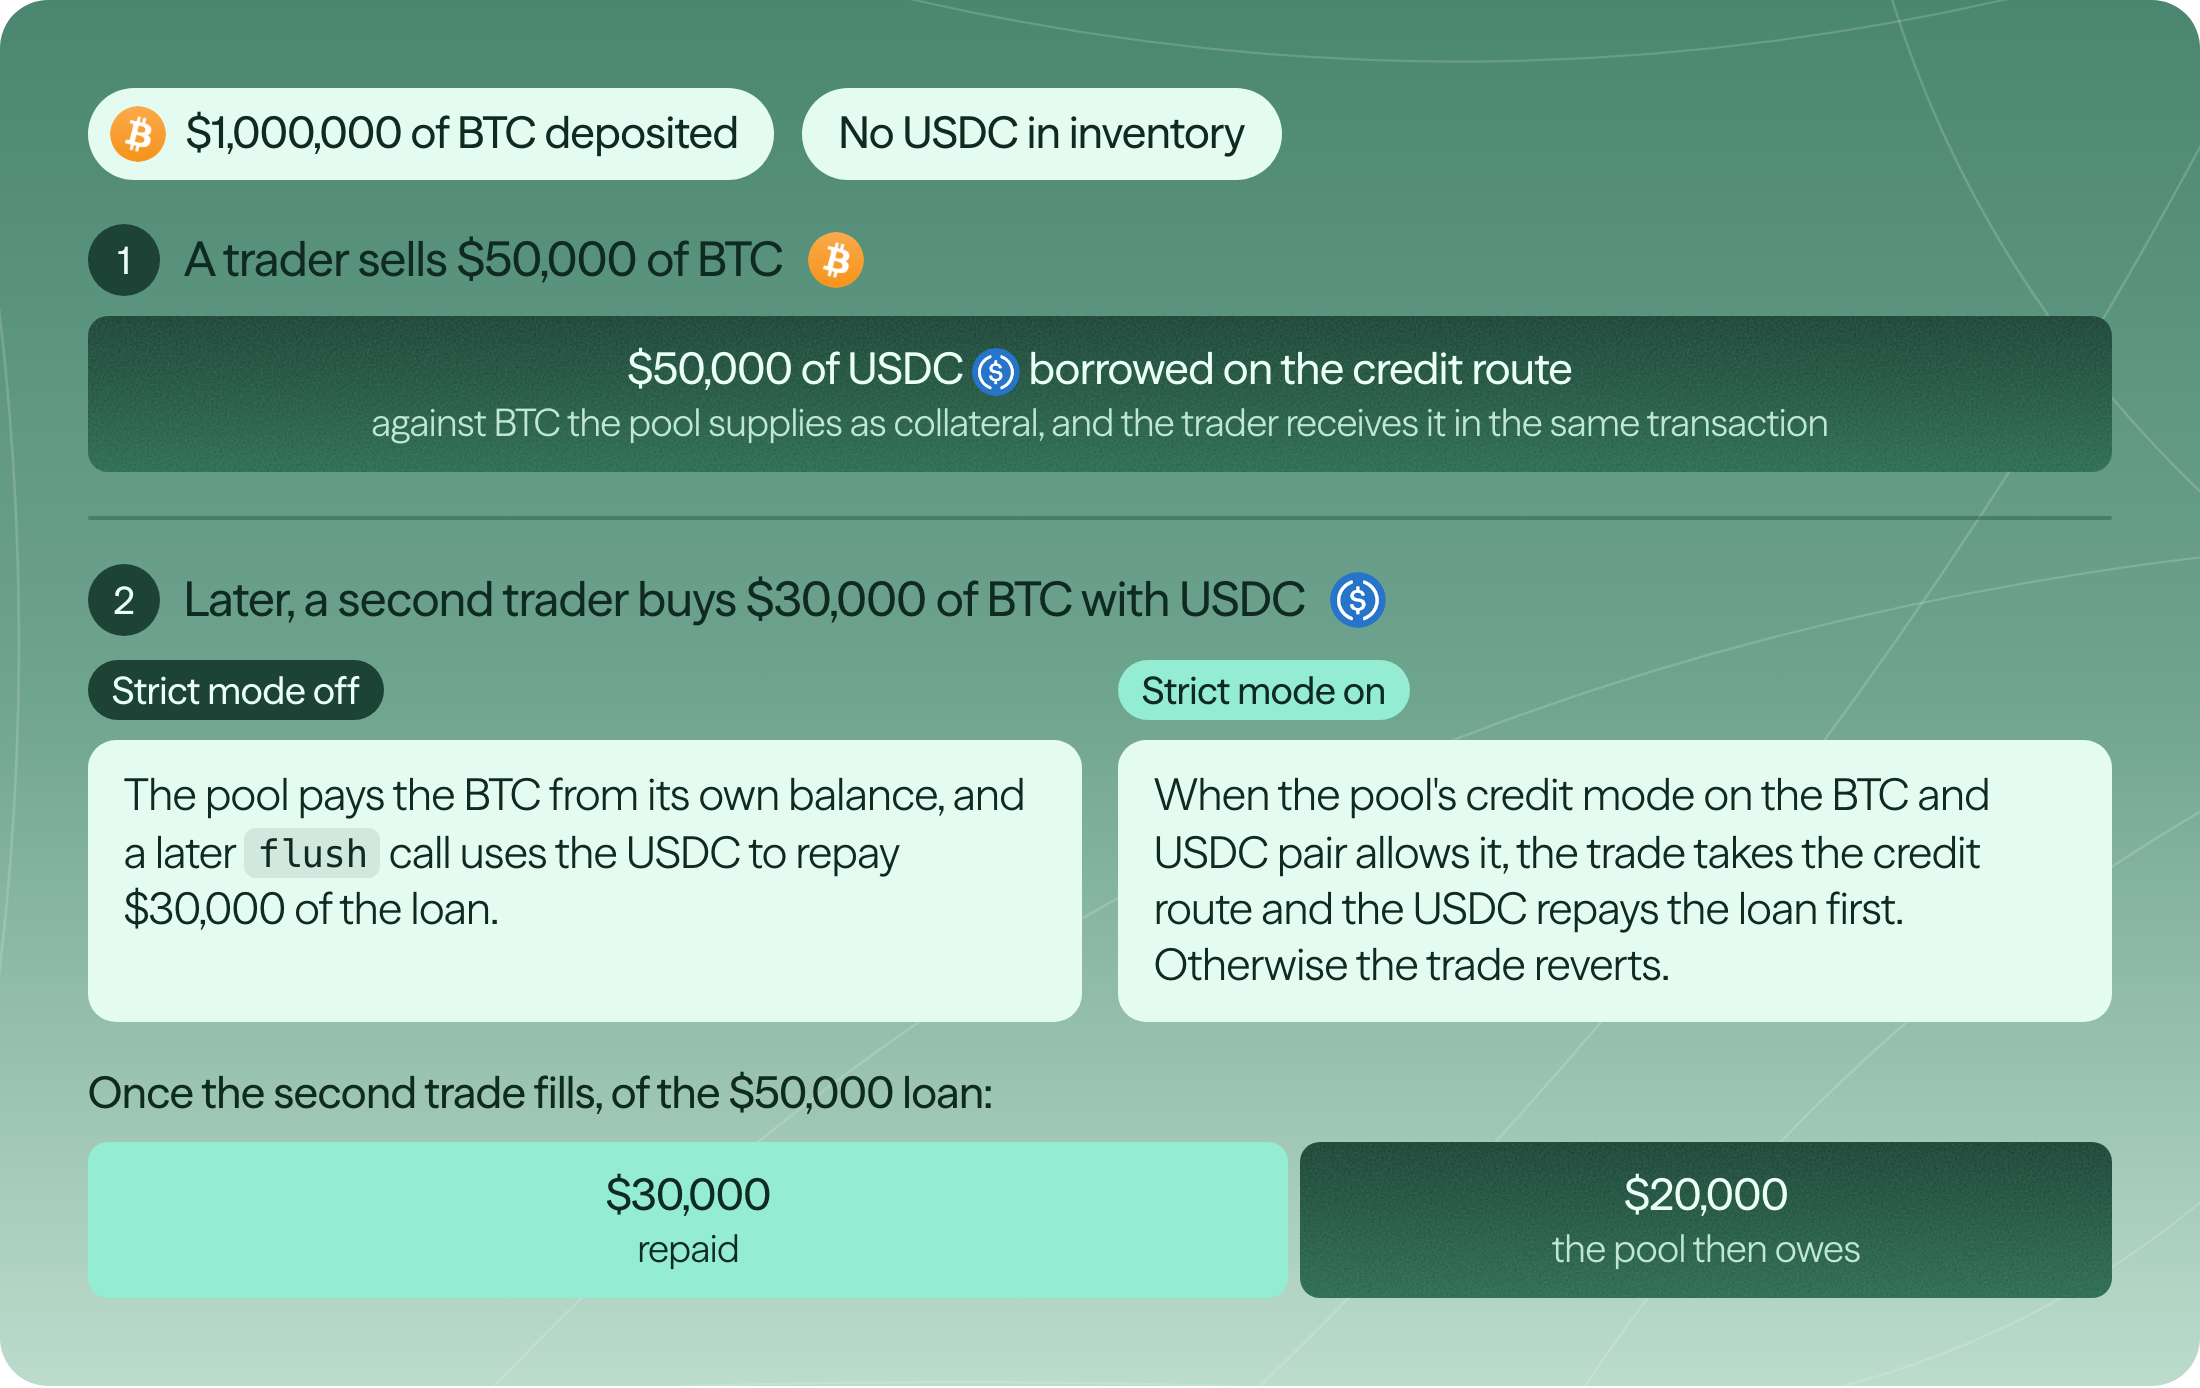 $1,000,000 of BTC deposited
No USDC in inventory
1
A trader sells $50,000 of BTC
$50,000 of USDC borrowed on the credit route
against BTC the pool supplies as collateral, and the trader receives it in the same transaction
2
Later, a second trader buys $30,000 of BTC with USDC
Strict mode off
The pool pays the BTC from its own balance, and
a later flush call uses the USDC to repay
$30,000 of the loan.
Strict mode on
When the pool's credit mode on the BTC and
USDC pair allows it, the trade takes the credit
route and the USDC repays the loan first.
Otherwise the trade reverts.
Once the second trade fills, of the $50,000 loan:
$30,000
repaid
$20,000
the pool then owes